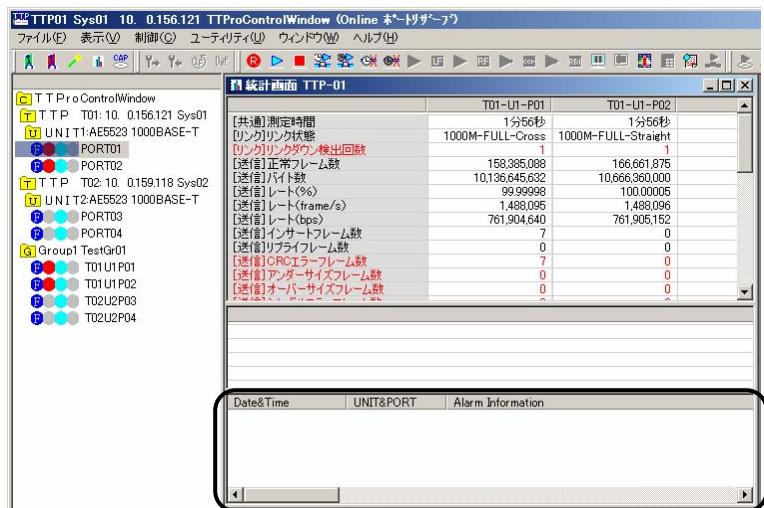 TTP01 Sys01 10. 0.156.121 TTProControlWindow (Online ﾎﾟｰﾄﾘｻﾞｰﾌﾞ)
ファイル(F) 表示(V) 制御(C) ユーティリティ(U) ウィンドウ(W) ヘルプ(H)
CAP
R
統計画面 TTP-01
C TTProControlWindow
T TTP T01: 10. 0.156.121 Sys01
U UNIT1:AE5523 1000BASE-T
F PORT01
F PORT02
T TTP T02: 10. 0.159.118 Sys02
U UNIT2:AE5523 1000BASE-T
F PORT03
F PORT04
G Group1 TestGr01
F T01U1P01
F T01U1P02
F T02U2P03
F T02U2P04
T01-U1-P01 T01-U1-P02
[共通]測定時間 1分56秒 1分56秒
[リンク]リンク状態 1000M-FULL-Cross 1000M-FULL-Straight
[リンク]リンクダウン検出回数 1 1
[送信]正常フレーム数 158,385,088 166,661,875
[送信]バイト数 10,136,645,632 10,666,360,000
[送信]レート(%) 99.99998 100.00005
[送信]レート(frame/s) 1,488,095 1,488,096
[送信]レート(bps) 761,904,640 761,905,152
[送信]インサートフレーム数 7 0
[送信]リプライフレーム数 0 0
[送信]CRCエラーフレーム数 7 0
[送信]アンダーサイズフレーム数 0 0
[送信]オーバーサイズフレーム数 0 0
Date&Time UNIT&PORT Alarm Information